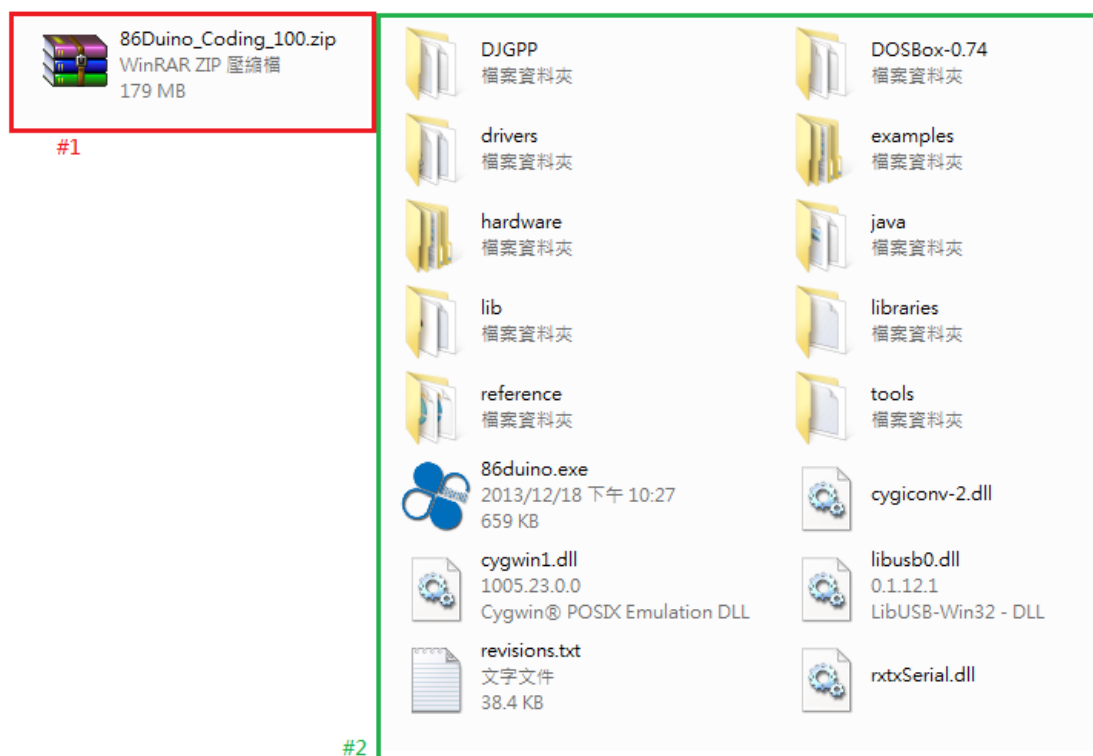 86Duino_Coding_100.zip
WinRAR ZIP 壓縮檔
179 MB
#1
DJGPP
檔案資料夾
DOSBox-0.74
檔案資料夾
drivers
檔案資料夾
examples
檔案資料夾
hardware
檔案資料夾
java
檔案資料夾
lib
檔案資料夾
libraries
檔案資料夾
reference
檔案資料夾
tools
檔案資料夾
86duino.exe
2013/12/18 下午 10:27
659 KB
cygiconv-2.dll
cygwin1.dll
1005.23.0.0
Cygwin® POSIX Emulation DLL
libusb0.dll
0.1.12.1
LibUSB-Win32 - DLL
revisions.txt
文字文件
38.4 KB
rxtxSerial.dll
#2